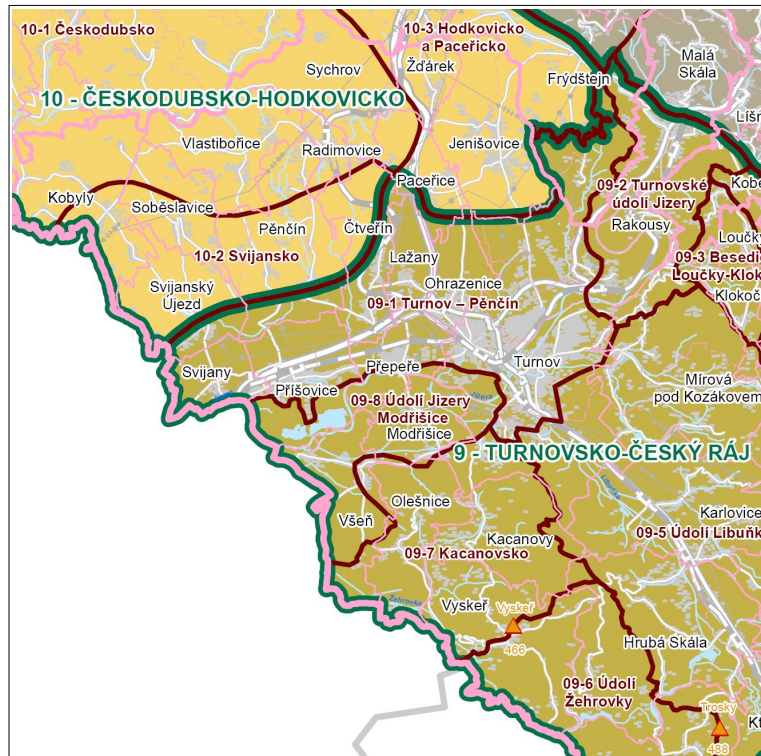 10-1 Českodubsko
10-3 Hodkovicko
a Paceřicko
Malá
Skála
Sychrov
Žďárek
Frýdštejn
10 - ČESKODUBSKO-HODKOVICKO
Vlastibořice
Radimovice
Jenišovice
Paceřice
Kobyly
Soběslavice
Pěnčín
Čtveřín
09-2 Turnovské
údolí Jizery
Rakousy
10-2 Svijansko
Lažany
Loučky
09-3 Besedi
Loučky-Klok
Svijanský
Újezd
Ohrazenice
09-1 Turnov – Pěnčín
Klokoč
Svijany
Přepeře
Turnov
Příšovice
Mírová
pod Kozákovem
09-8 Údolí Jizery
Modřišice
Jizera
Modřišice
9 - TURNOVSKO-ČESKÝ RÁJ
Libuňka
Olešnice
Všeň
Karlovice
09-5 Údolí Libuňk
Kacanovy
09-7 Kacanovsko
Žehrovka
Vyskeř
Vyskeř
466
Hrubá Skála
09-6 Údolí
Žehrovky
Trosky
488
Kt